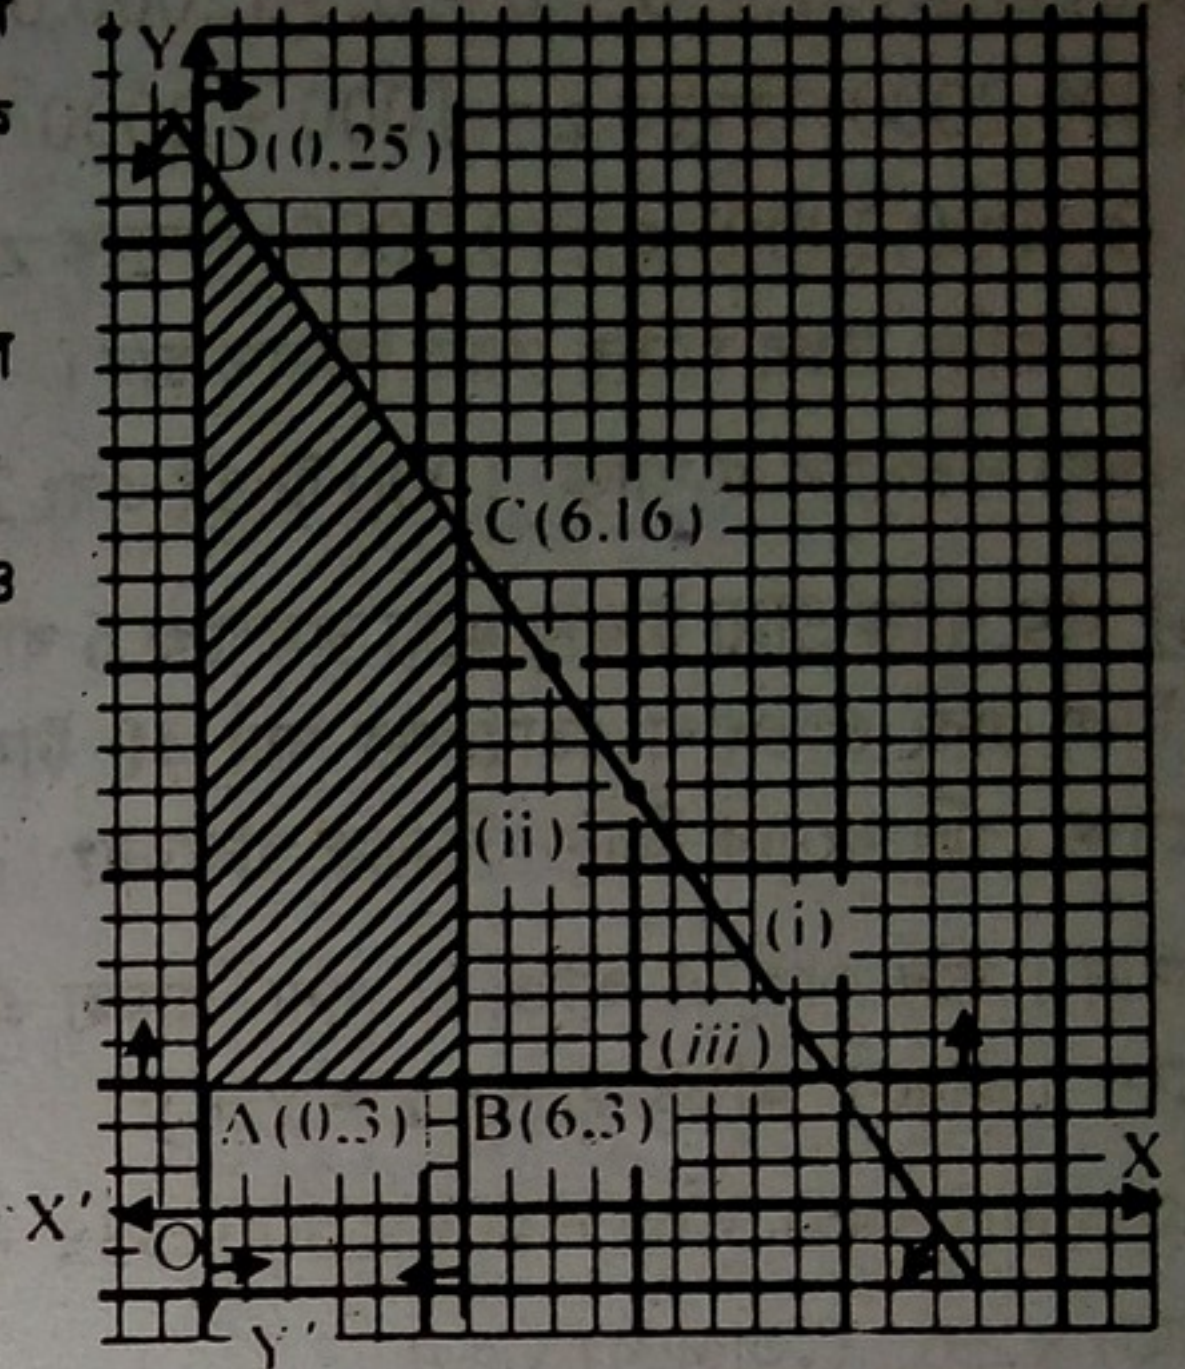 Y
D(0.25)
C(6.16)
(ii)
(i)
(iii)
A(0.3)
B(6.3)
X
X'
O
Y'